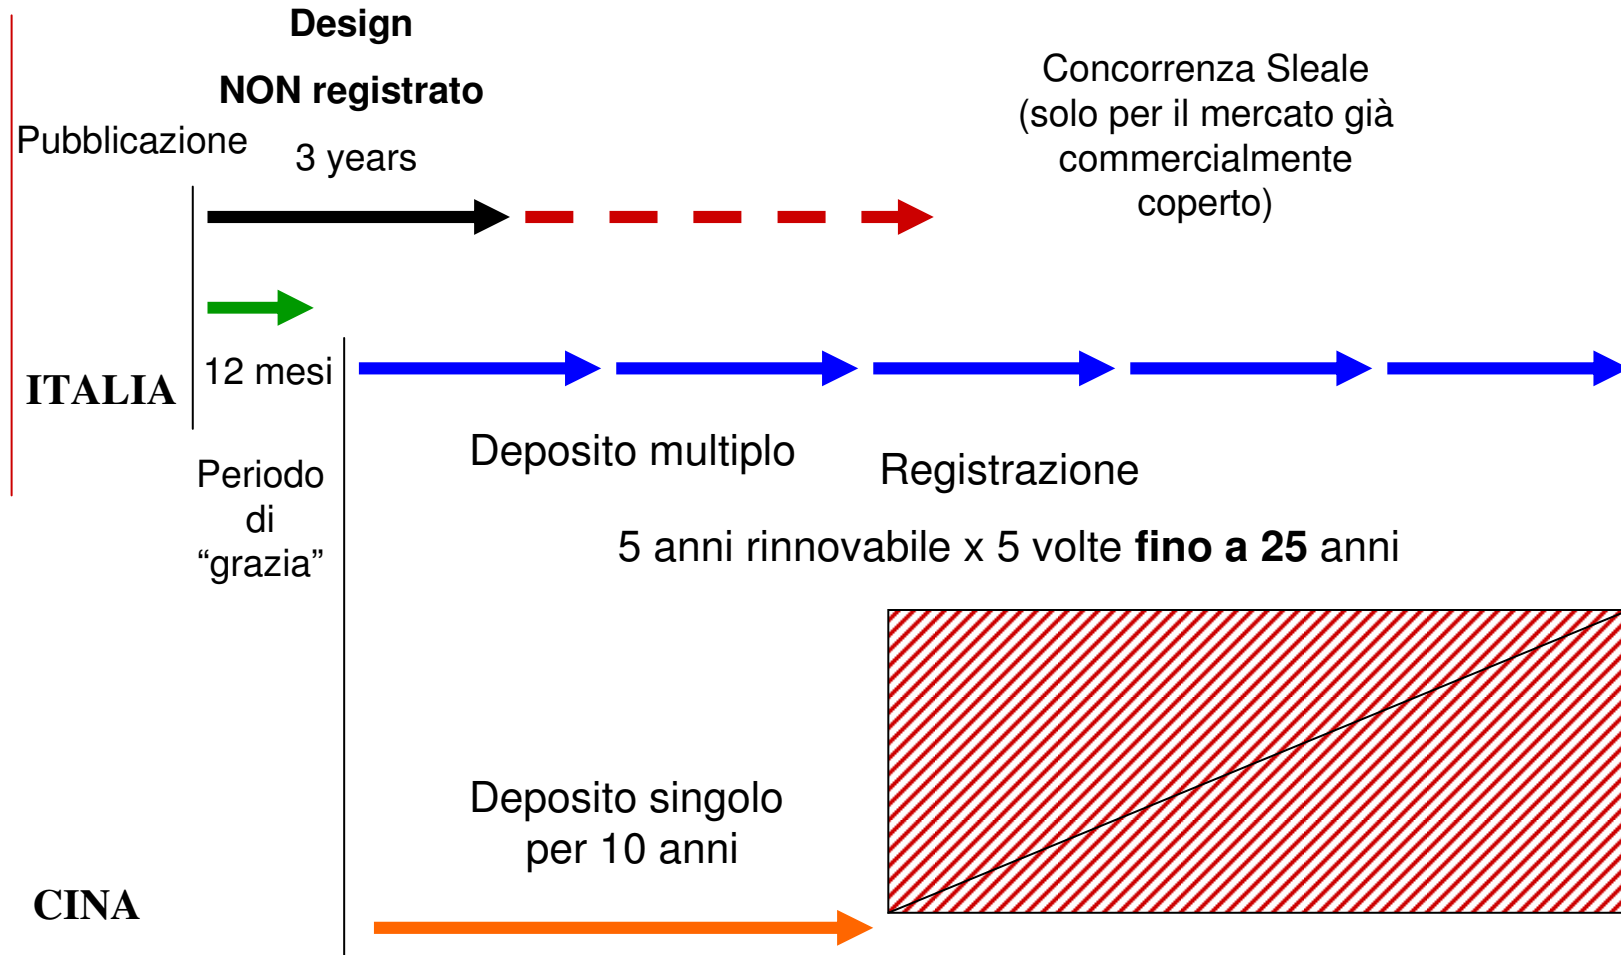 Design
NON registrato
Pubblicazione
3 years
Concorrenza Sleale
(solo per il mercato già
commercialmente
coperto)
12 mesi
ITALIA
Periodo
di
“grazia”
Deposito multiplo
Registrazione
5 anni rinnovabile x 5 volte fino a 25 anni
Deposito singolo
per 10 anni
CINA